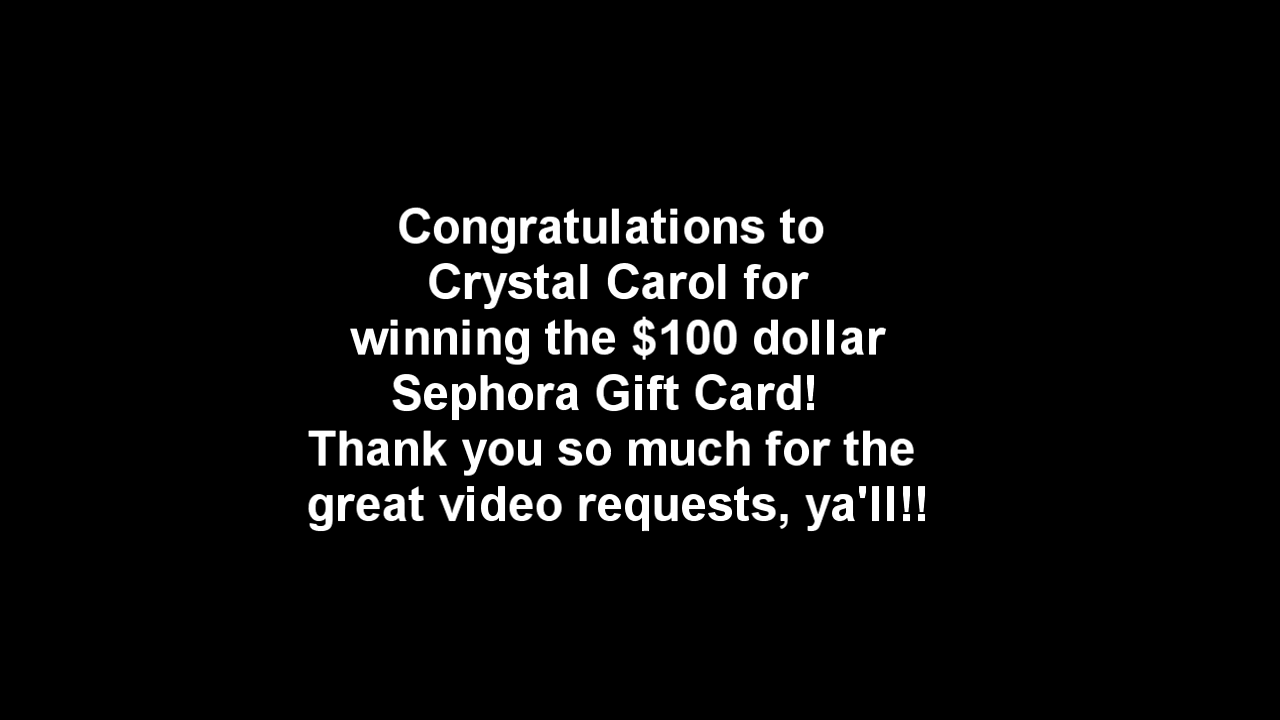 Congratulations to
Crystal Carol for
winning the $100 dollar
Sephora Gift Card!
Thank you so much for the
great video requests, ya'll!!